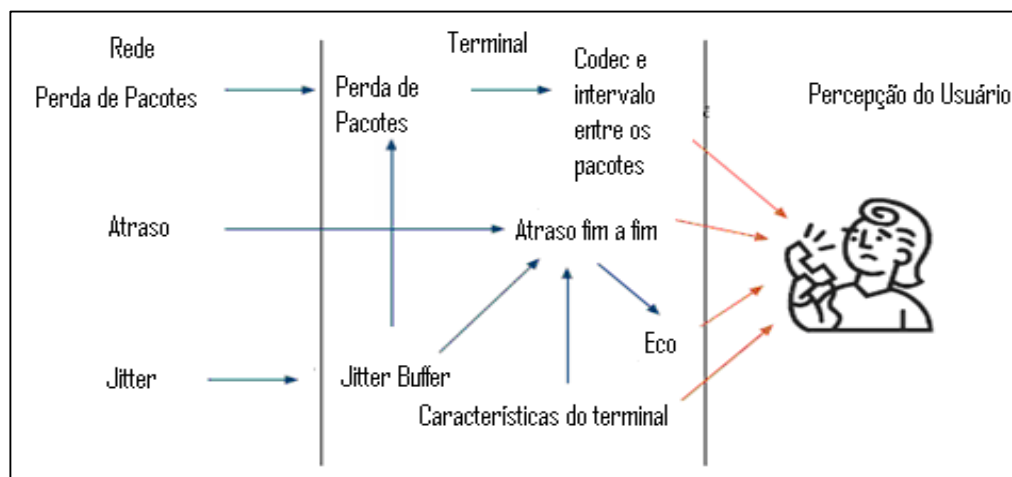 Rede
Perda de Pacotes
Atraso
Jitter
Terminal
Perda de
Pacotes
Codec e
intervalo
entre os
pacotes
Atraso fim a fim
Eco
Jitter Buffer
Características do terminal
Percepção do Usuário